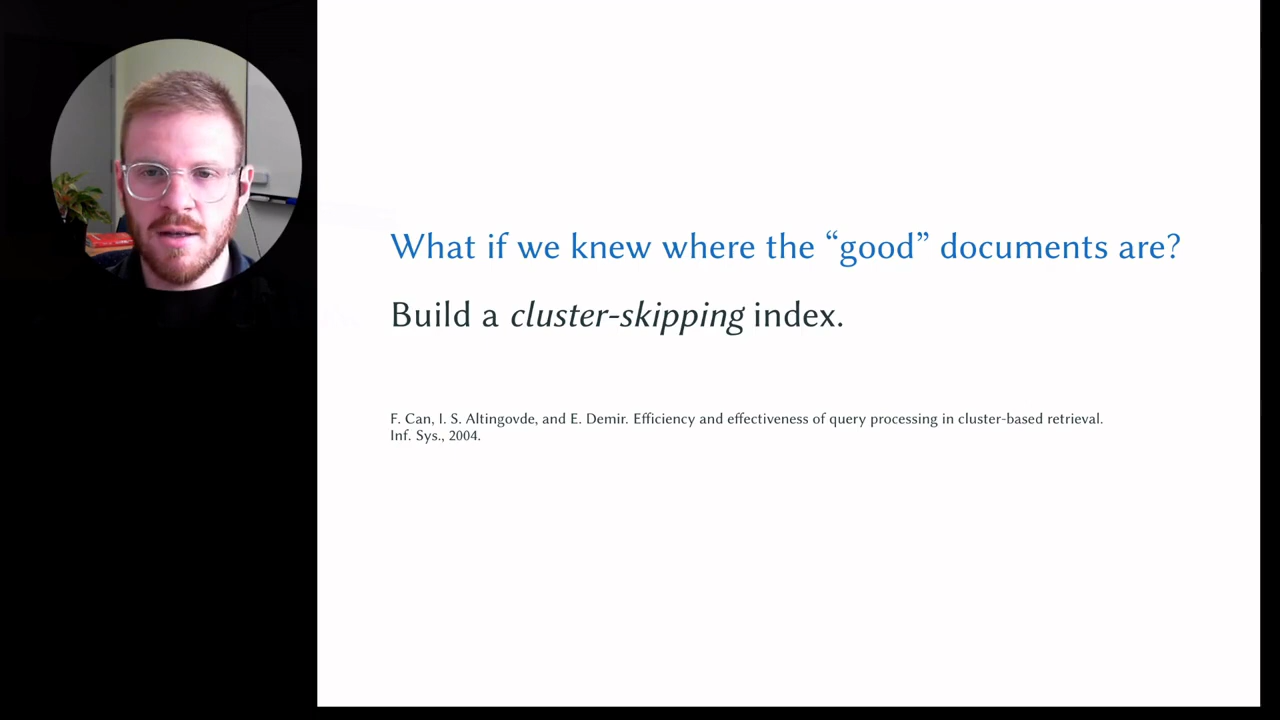 What if we knew where the “good” documents are?
Build a cluster-skipping index.
F. Can, I. S. Altingovde, and E. Demir. Efficiency and effectiveness of query processing in cluster-based retrieval.
Inf. Sys., 2004.